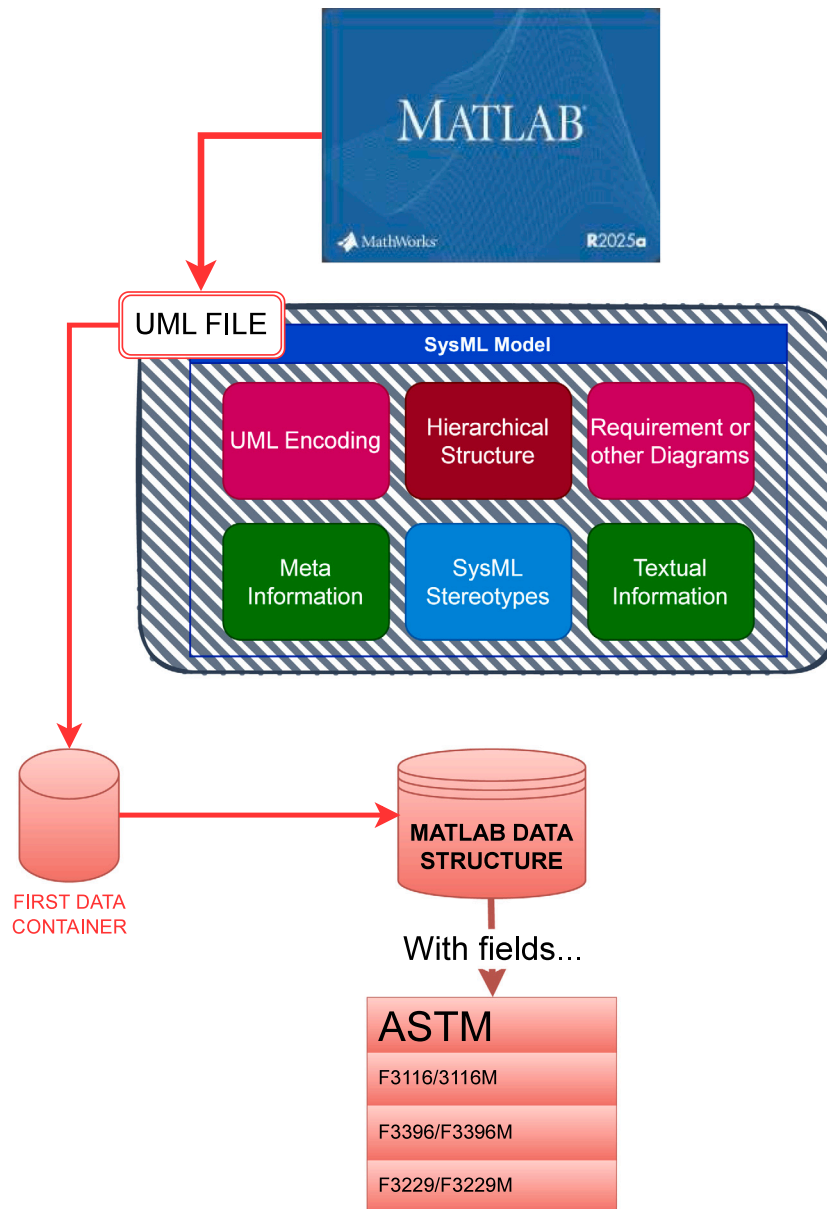 MATLAB®
MathWorks®
R2025a
UML FILE
SysML Model
UML Encoding
Hierarchical
Structure
Requirement or
other Diagrams
Meta
Information
SysML
Stereotypes
Textual
Information
FIRST DATA
CONTAINER
MATLAB DATA
STRUCTURE
With fields...
ASTM
F3116/3116M
F3396/F3396M
F3229/F3229M